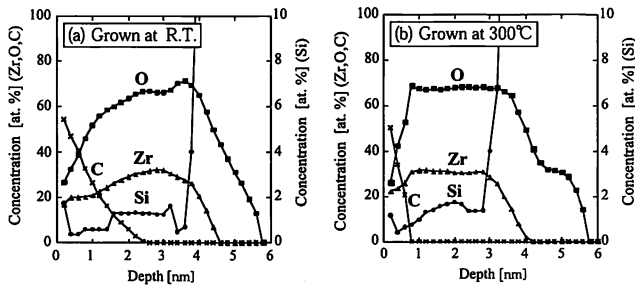 (a) Grown at R.T.
Concentration [at. %] (Zr,O,C)
100
80
60
40
20
0
O
C
Zr
Si
10
8
6
4
2
0
Concentration [at. %] (Si)
0 1 2 3 4 5 6
Depth [nm]
(b) Grown at 300℃
Concentration [at. %] (Zr,O,C)
100
80
60
40
20
0
O
Zr
C
Si
10
8
6
4
2
0
Concentration [at. %] (Si)
0 1 2 3 4 5 6
Depth [nm]